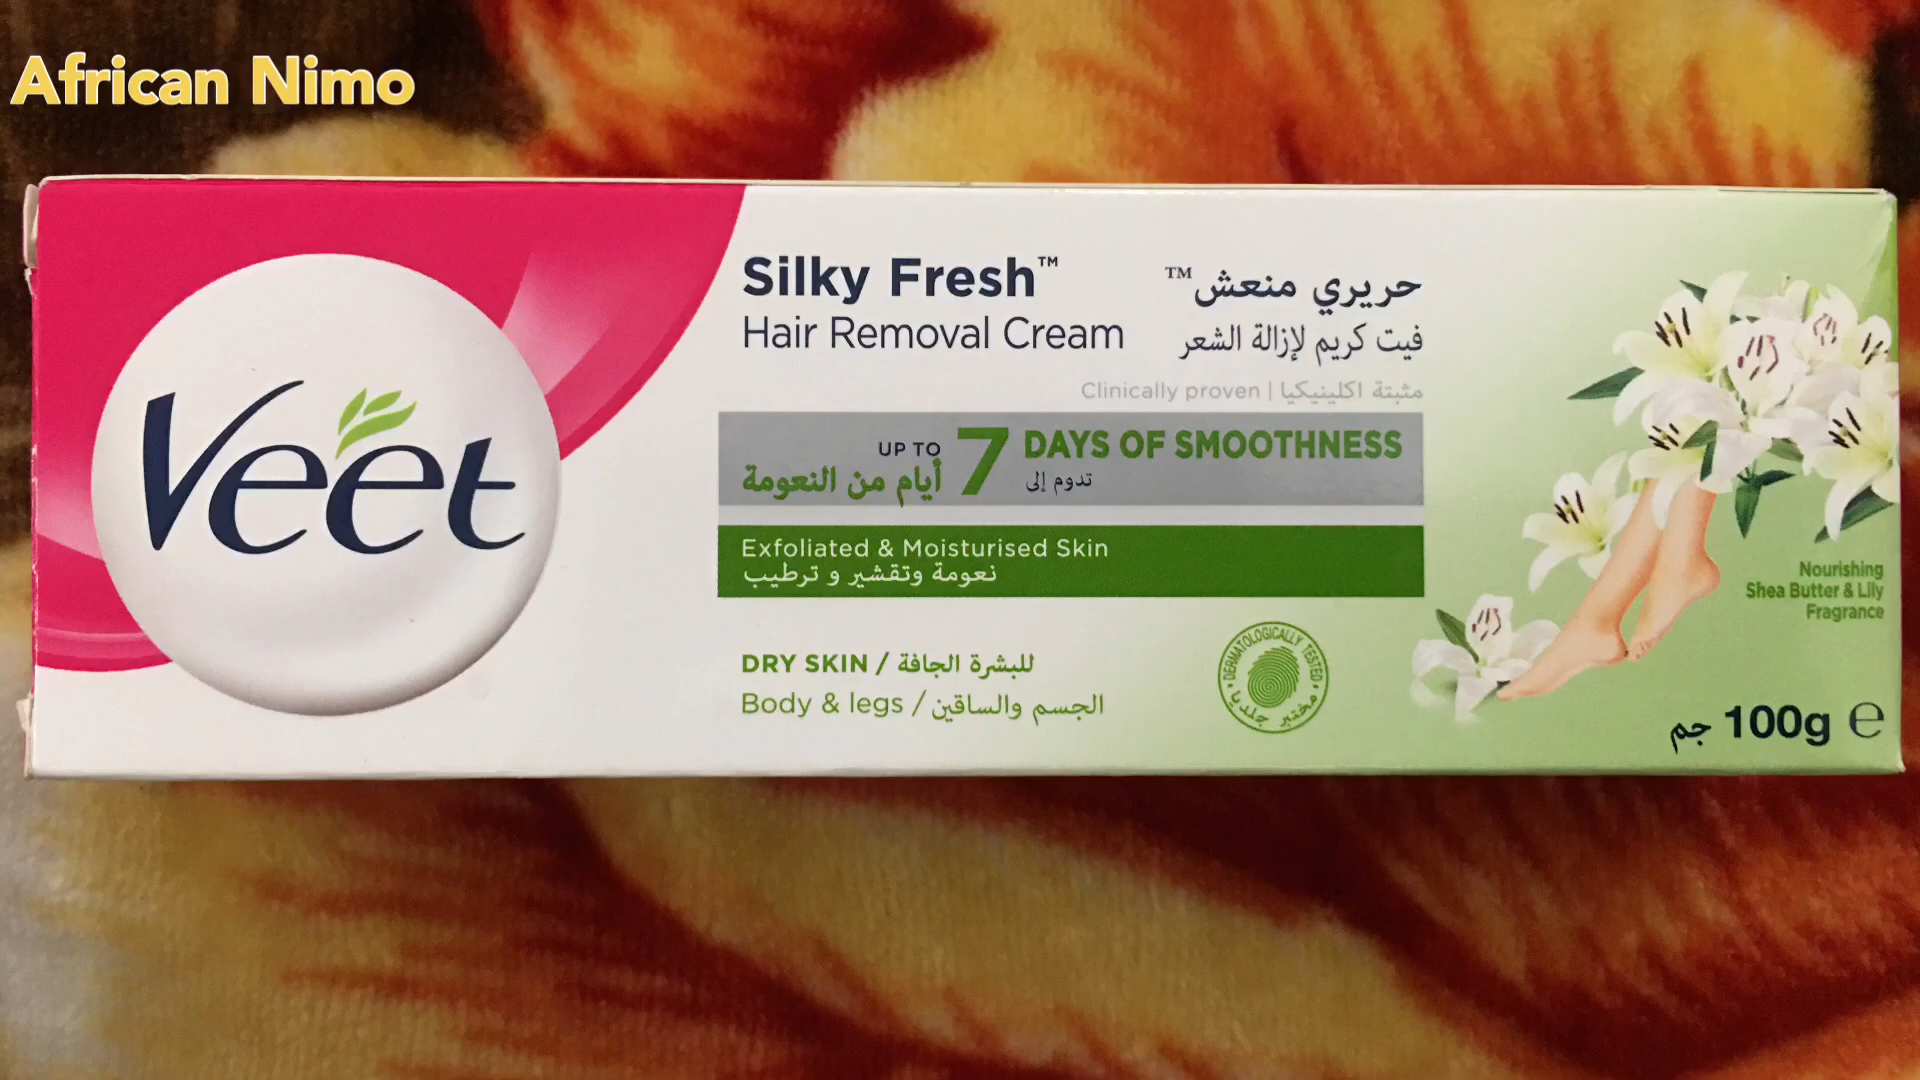 African Nimo
Veet
Silky Fresh™
Hair Removal Cream
حريري منعش™
فيت كريم لإزالة الشعر
Clinically proven | مثبتة اكلينيكيا
UP TO 7 DAYS OF SMOOTHNESS
تدوم إلى 7 أيام من النعومة
Exfoliated & Moisturised Skin
نعومة وتقشير و ترطيب
DRY SKIN / للبشرة الجافة
Body & legs / الجسم والساقين
DERMATOLOGICALLY TESTED
مختبر جلديا
Nourishing
Shea Butter & Lily
Fragrance
100g جم ℮